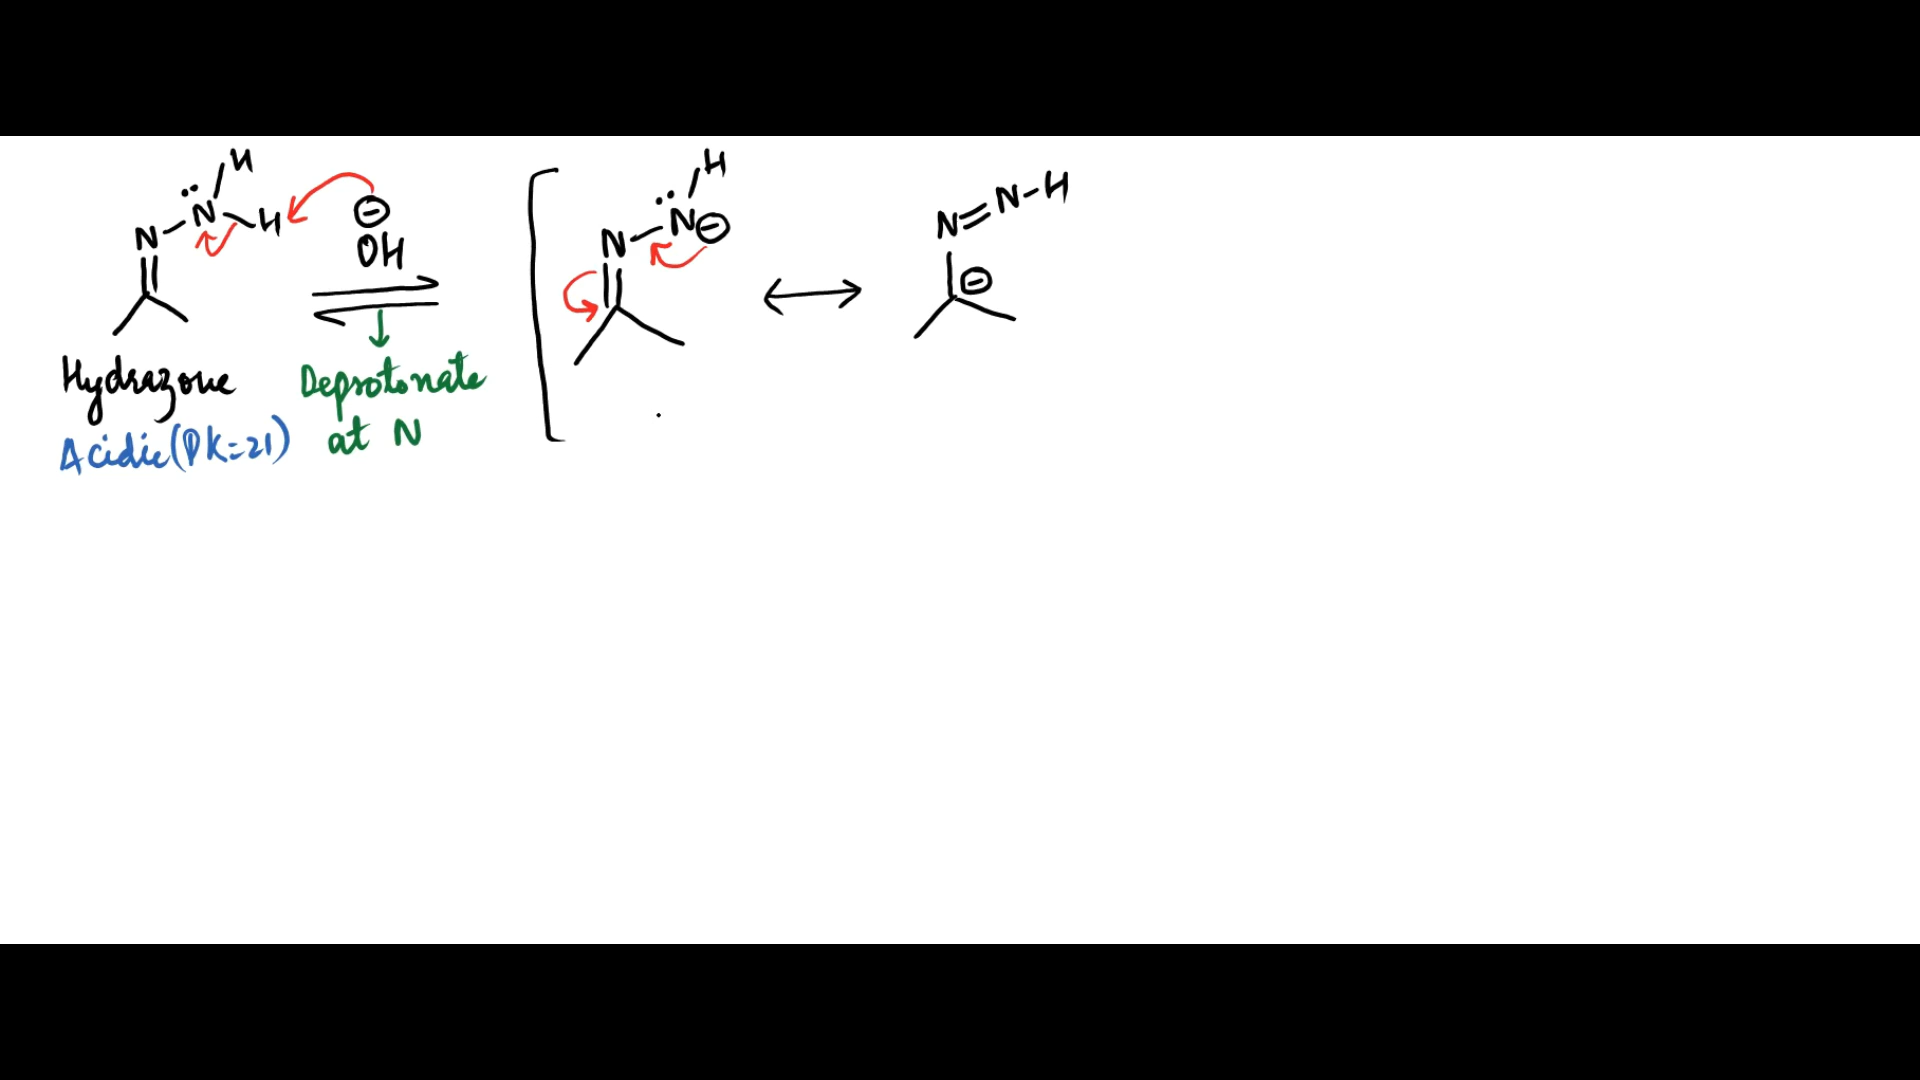 H
N
N
H
⊖
OH
Hydrazone
Acidic (PK=21)
Deprotonate
at N
H
N
N ⊖
N=N-H
⊖